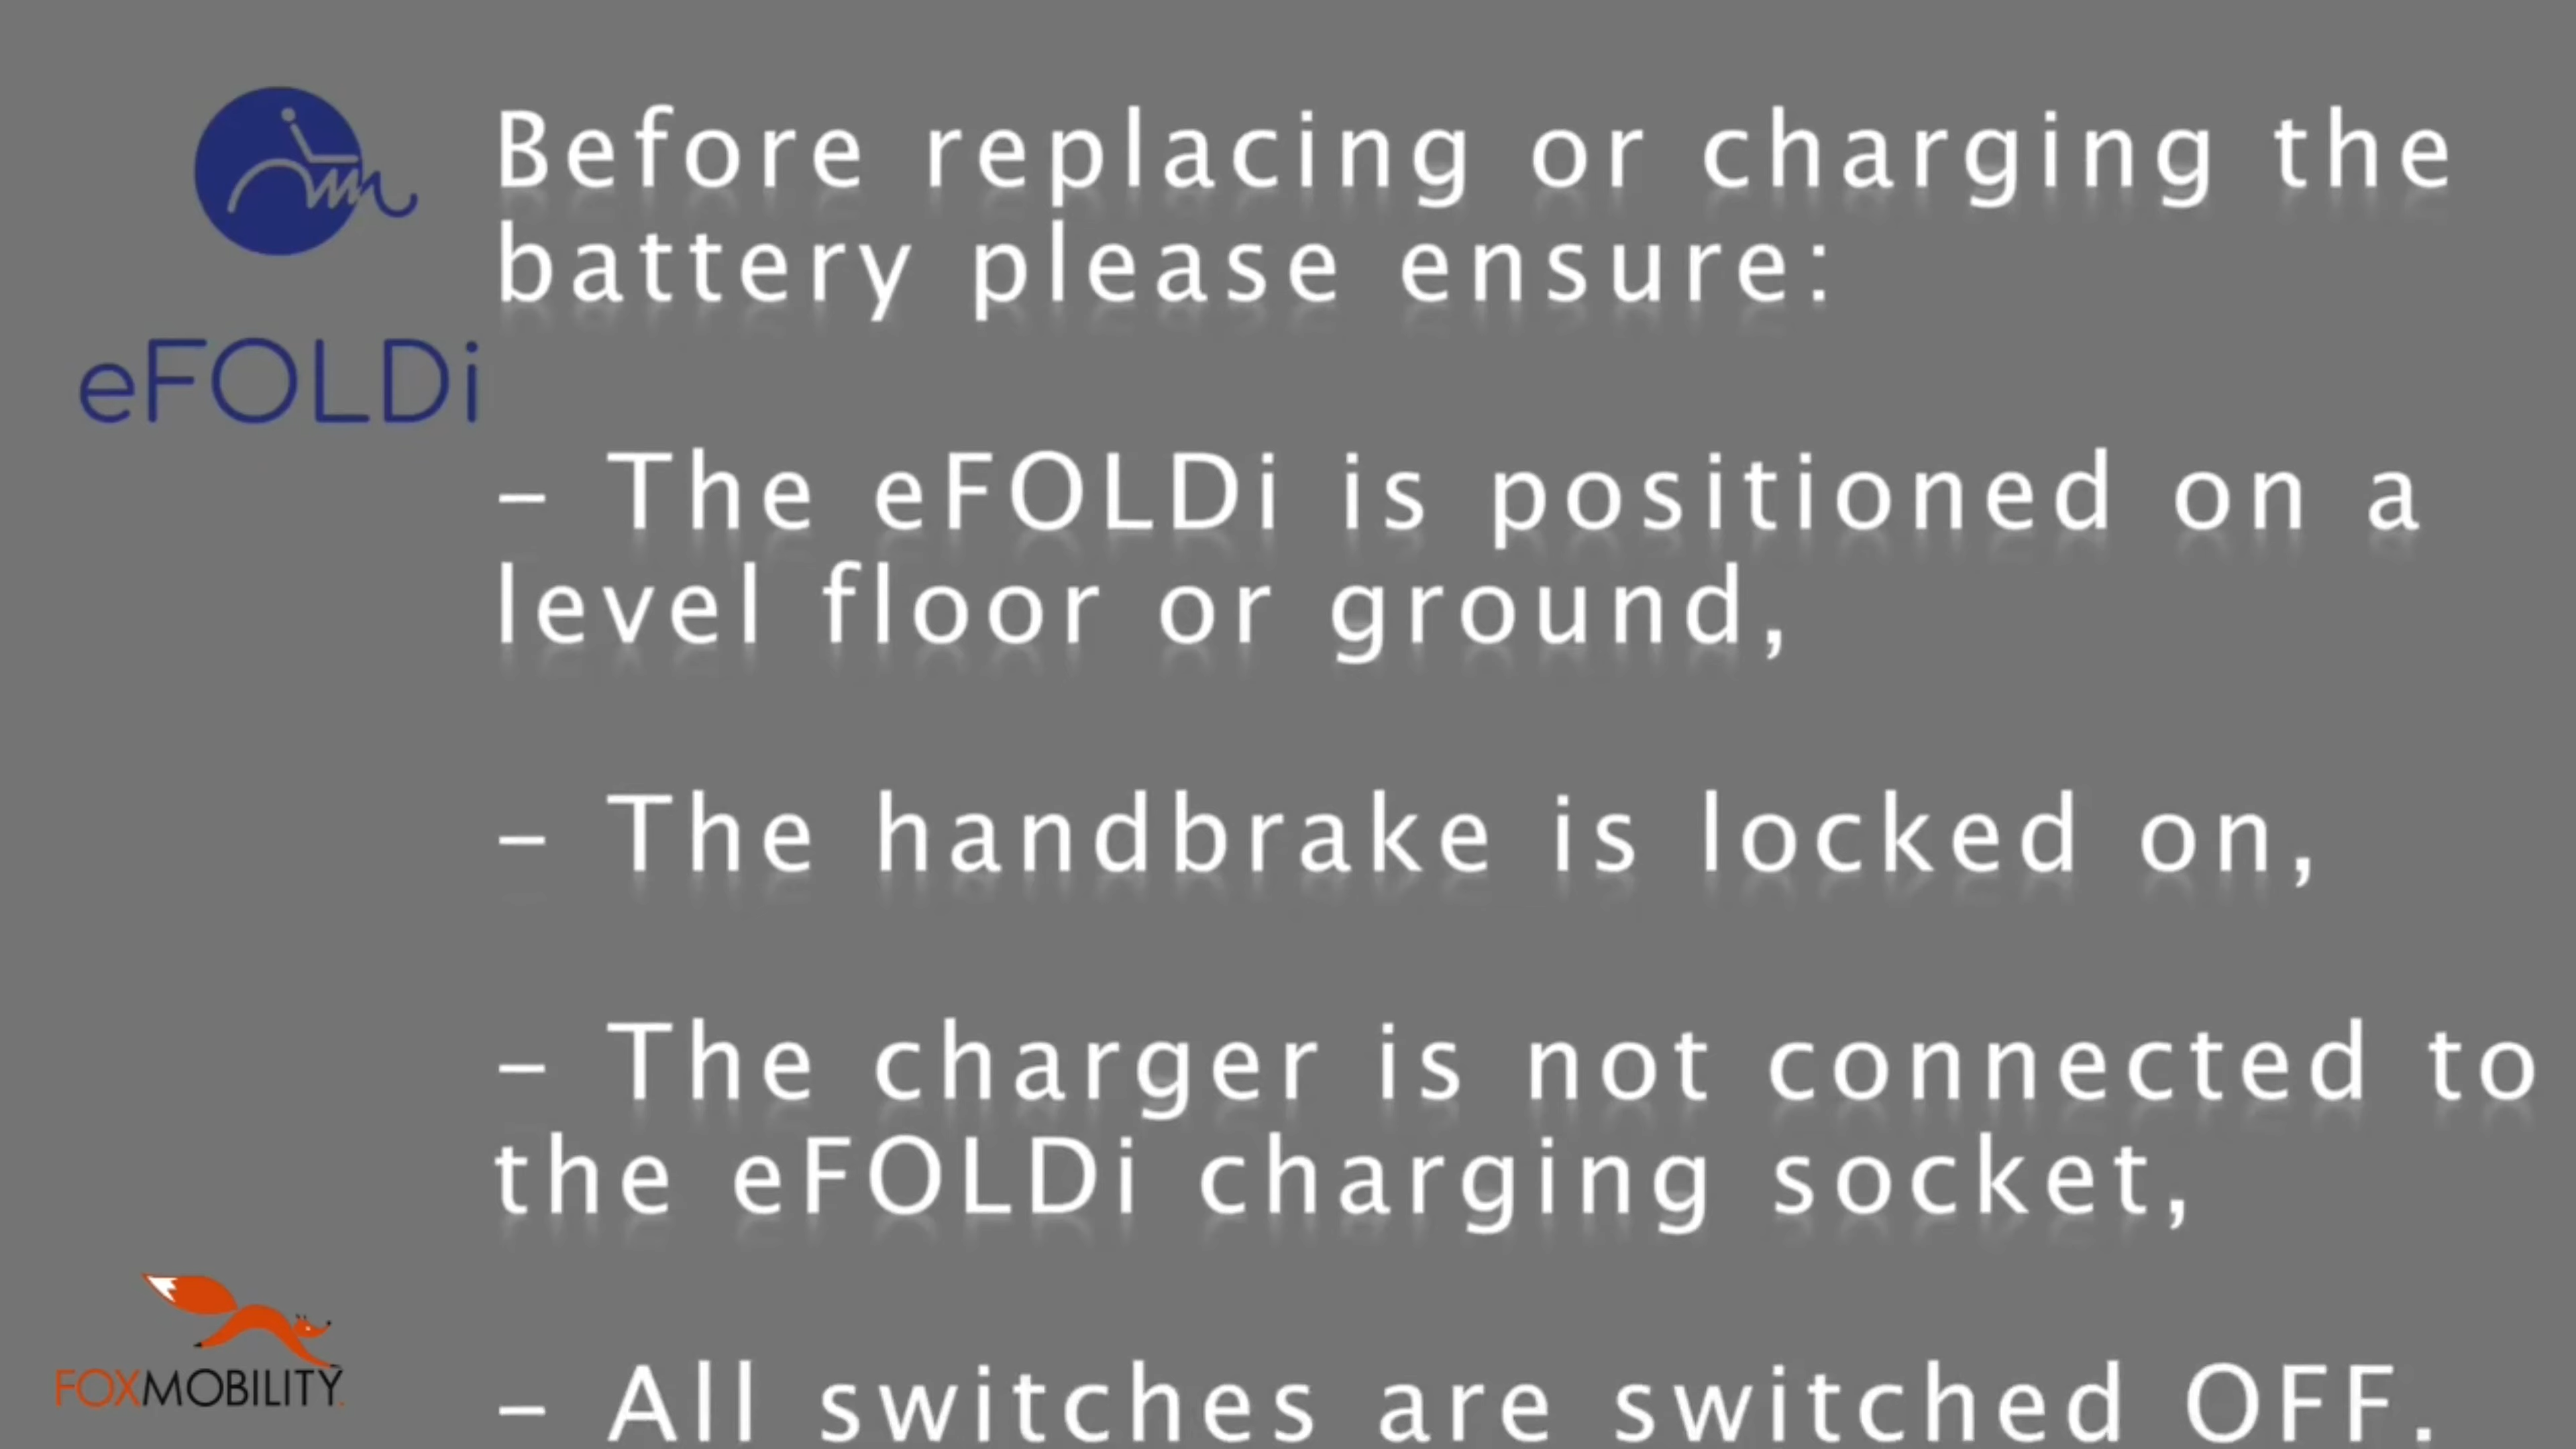 Before replacing or charging the
battery please ensure:
eFOLDi
– The eFOLDi is positioned on a
level floor or ground,
– The handbrake is locked on,
– The charger is not connected to
the eFOLDi charging socket,
– All switches are switched OFF.
FOXMOBILITY.